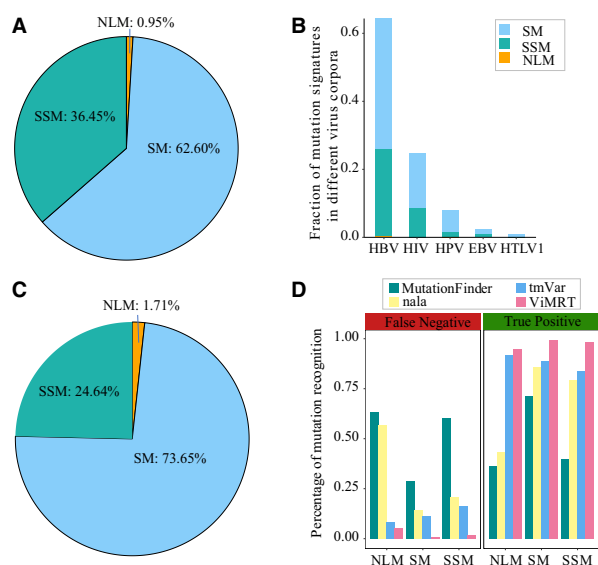 A
NLM: 0.95%
SSM: 36.45%
SM: 62.60%
B
Fraction of mutation signatures
in different virus corpora
0.6
0.4
0.2
0.0
SM
SSM
NLM
HBV HIV HPV EBV HTLV1
C
NLM: 1.71%
SSM: 24.64%
SM: 73.65%
D
MutationFinder
nala
tmVar
ViMRT
False Negative
True Positive
Percentage of mutation recognition
1.00
0.75
0.50
0.25
0.00
NLM SM SSM
NLM SM SSM